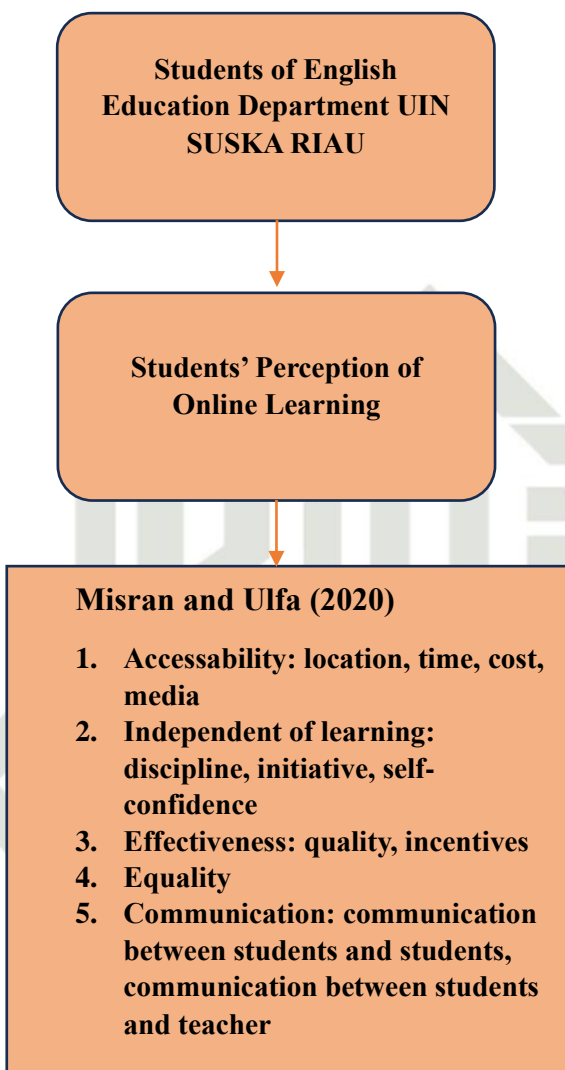 Students of English
Education Department UIN
SUSKA RIAU
Students’ Perception of
Online Learning
Misran and Ulfa (2020)
1. Accessability: location, time, cost,
media
2. Independent of learning:
discipline, initiative, self-
confidence
3. Effectiveness: quality, incentives
4. Equality
5. Communication: communication
between students and students,
communication between students
and teacher